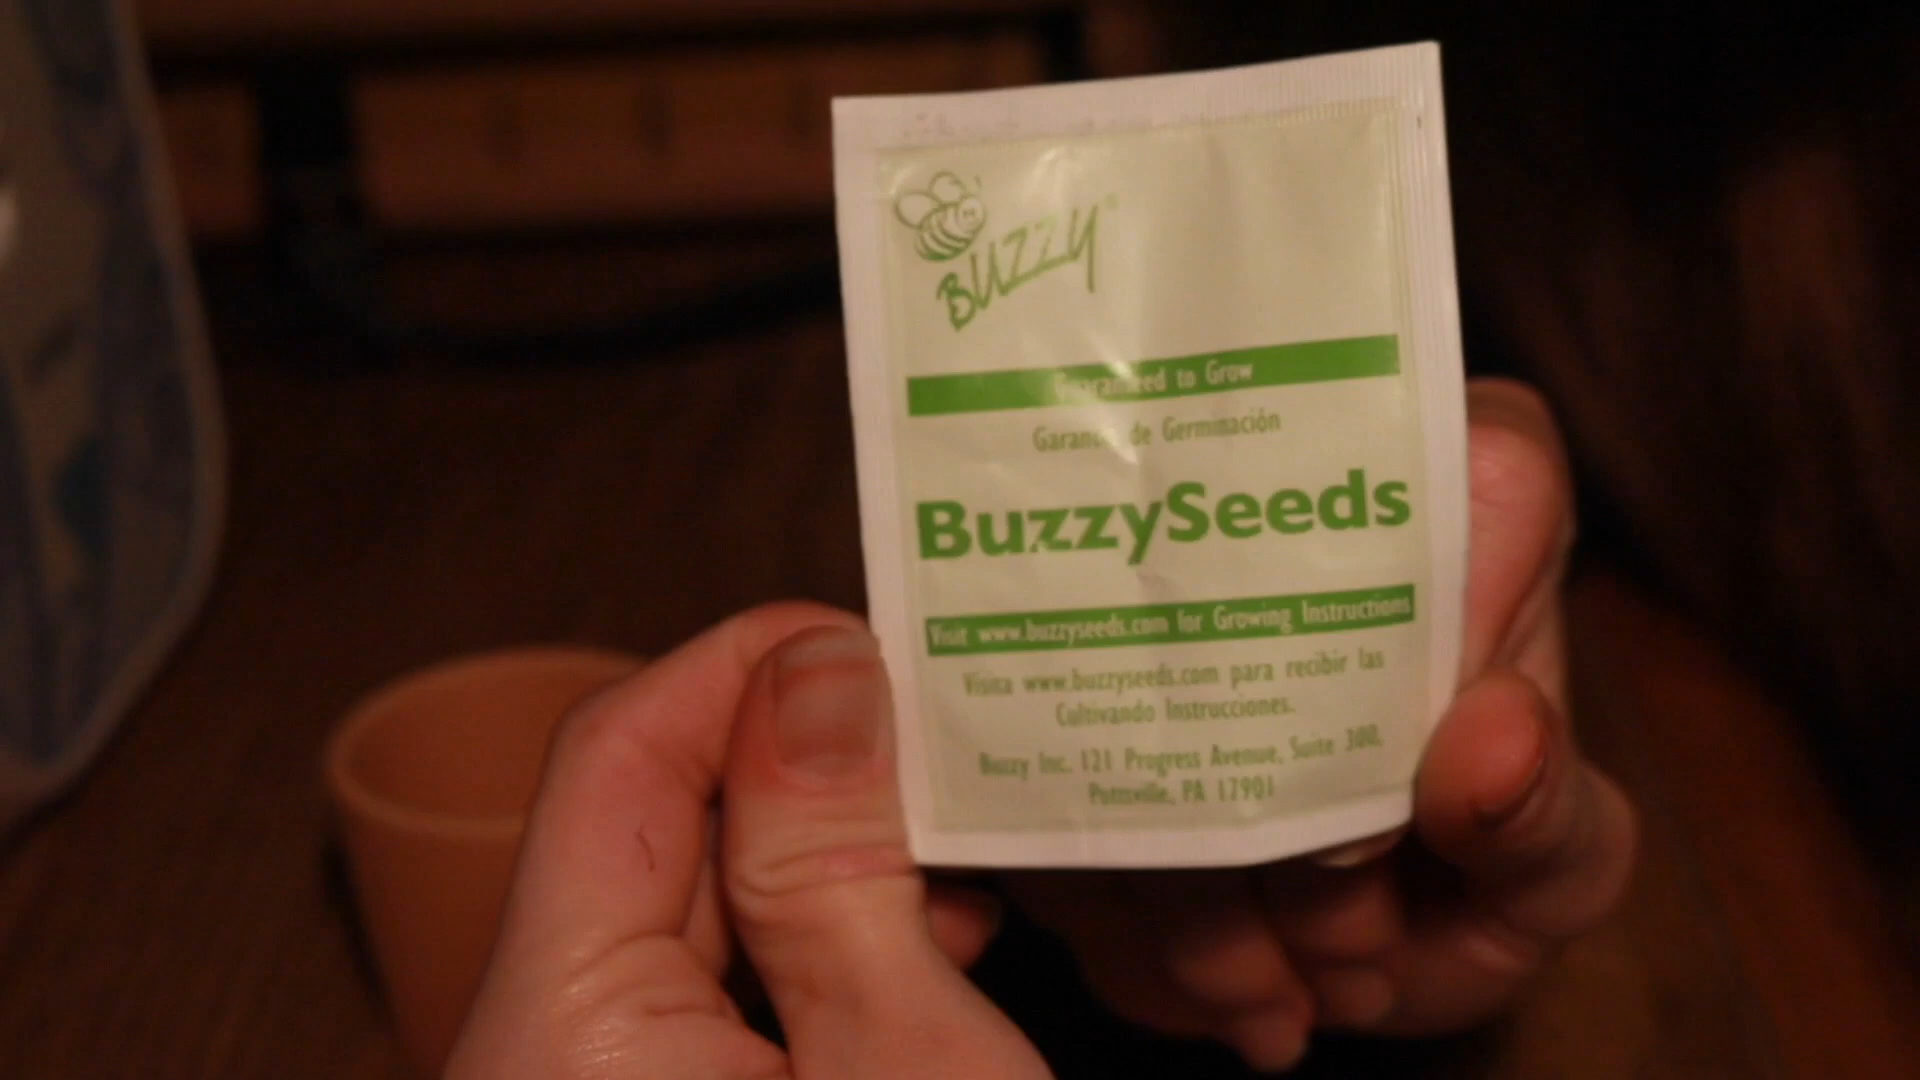 BUZZY
Guaranteed to Grow
Garantía de Germinación
BuzzySeeds
Visit www.buzzyseeds.com for Growing Instructions
Visita www.buzzyseeds.com para recibir las
Cultivando Instrucciones.
Buzzy Inc. 121 Progress Avenue, Suite 300,
Pottsville, PA 17901